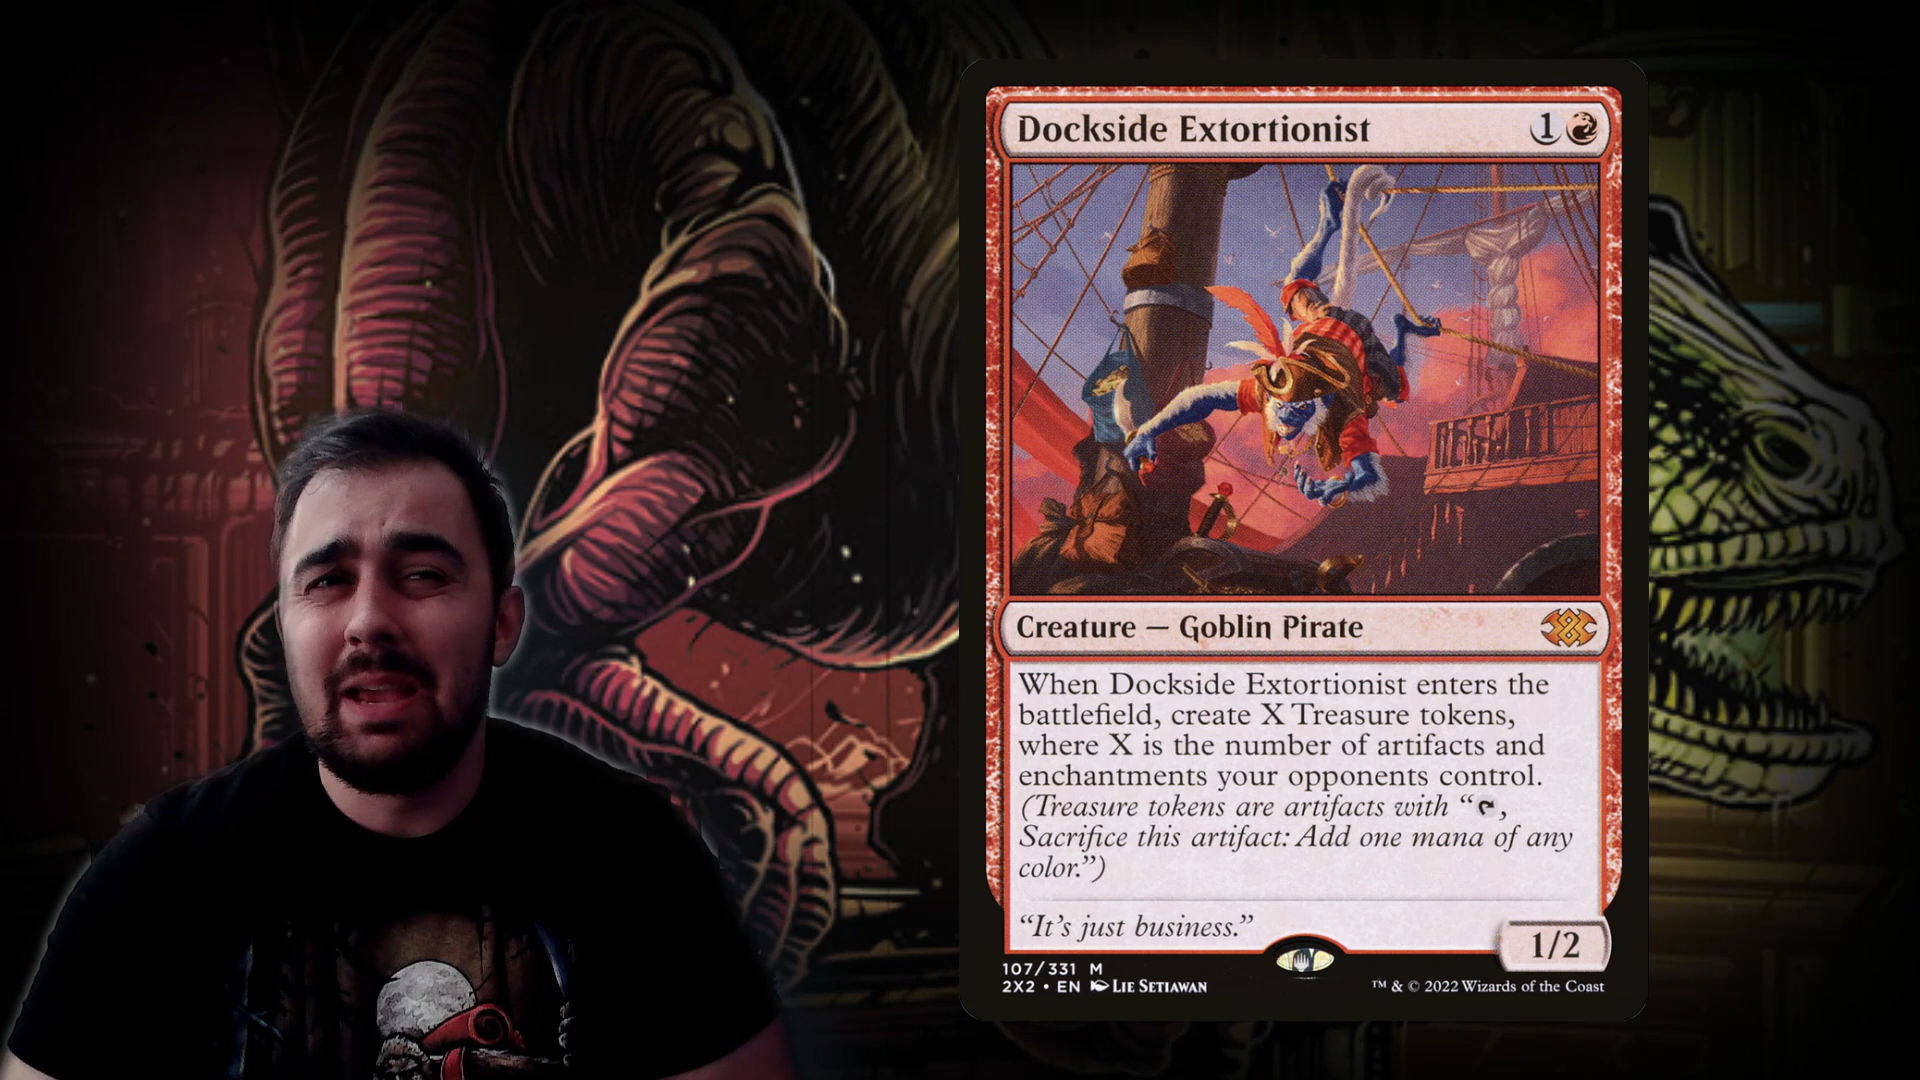 Dockside Extortionist 1
Creature — Goblin Pirate
When Dockside Extortionist enters the
battlefield, create X Treasure tokens,
where X is the number of artifacts and
enchantments your opponents control.
(Treasure tokens are artifacts with “,
Sacrifice this artifact: Add one mana of any
color.”)
“It’s just business.”
1/2
107/331 M
2X2 • EN Lie Setiawan
™ & © 2022 Wizards of the Coast